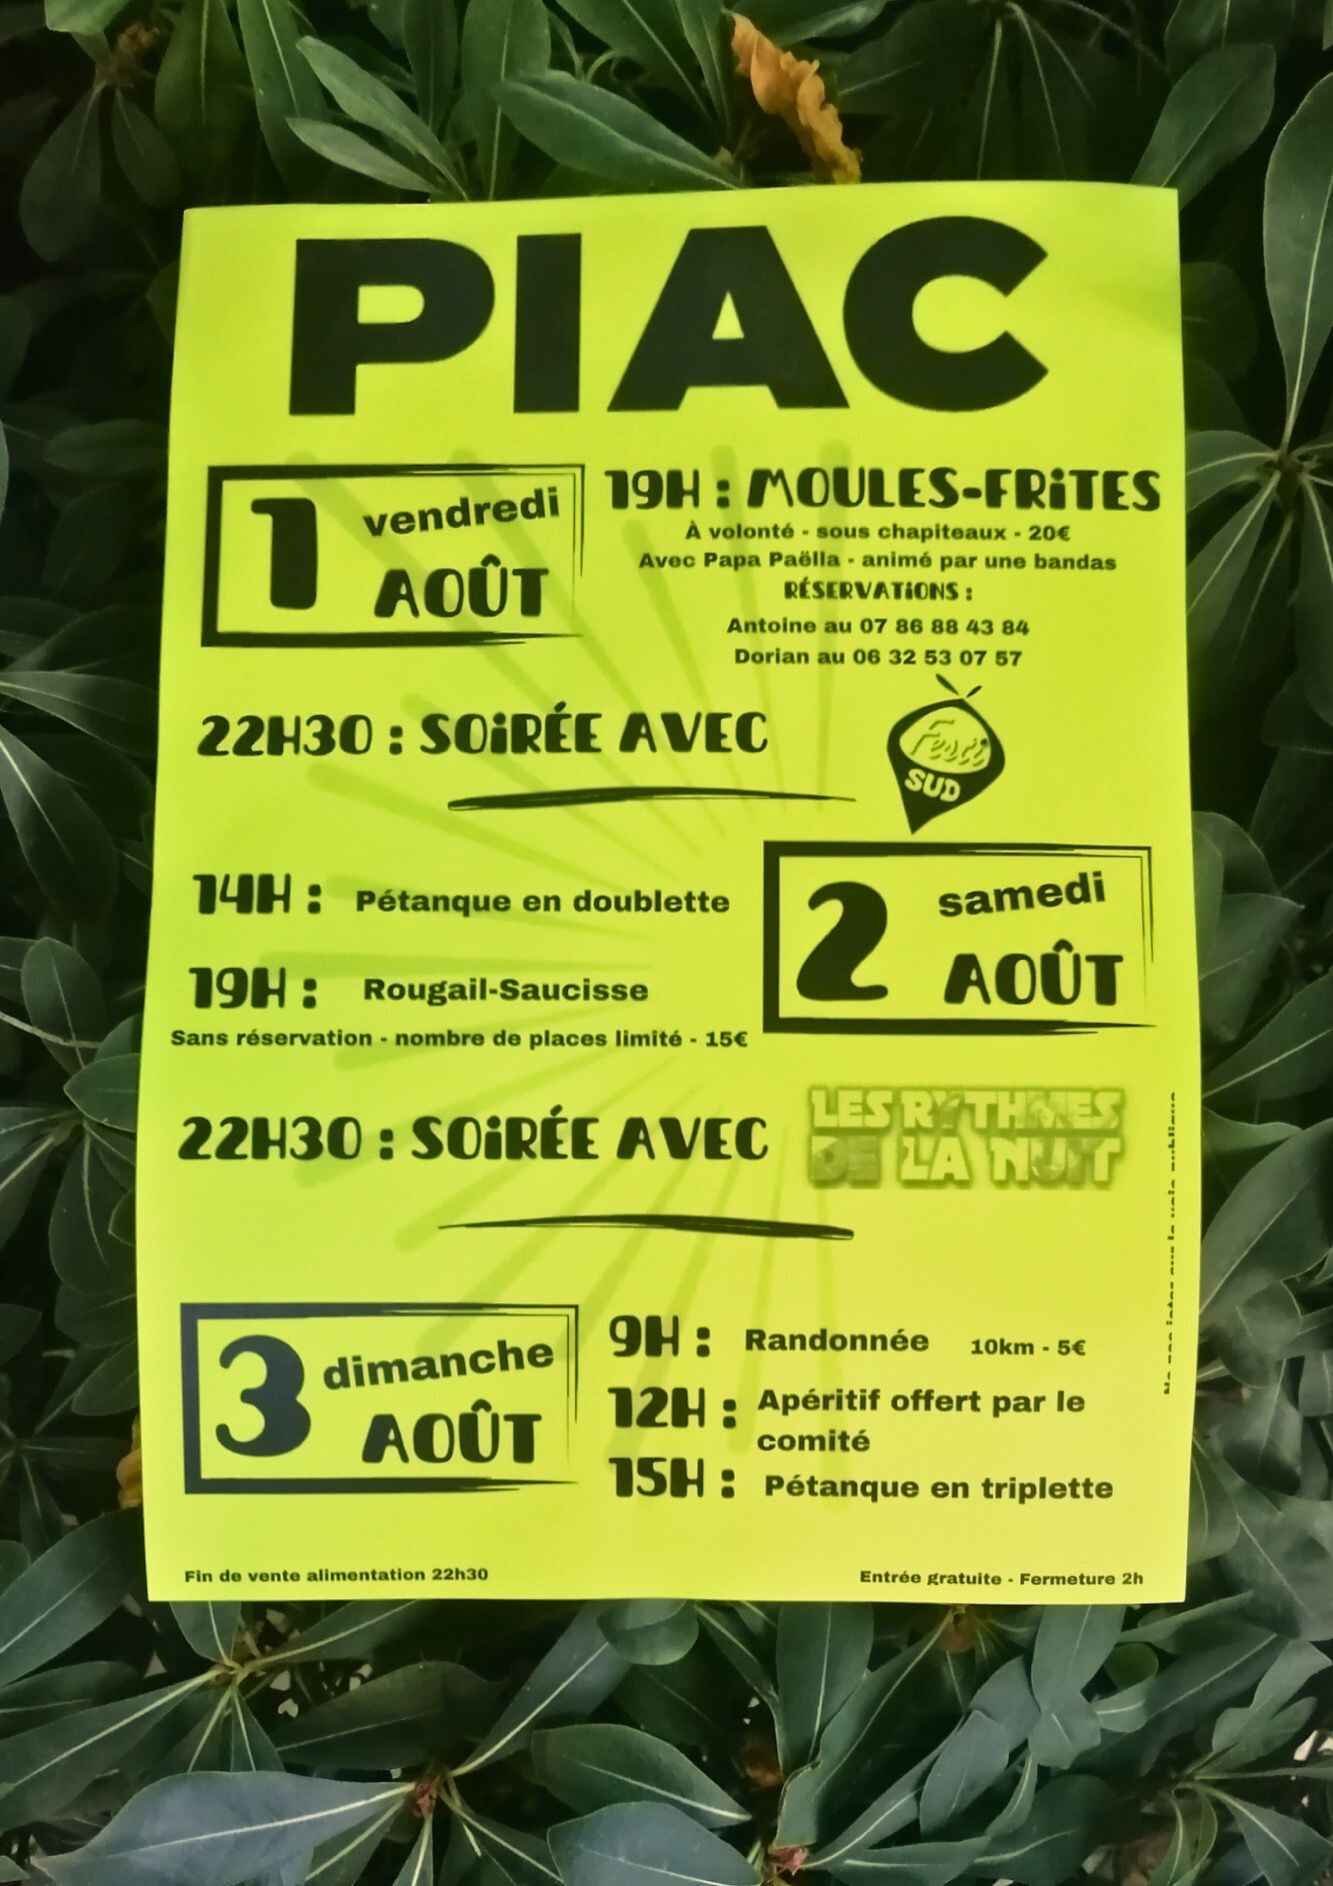 PIAC
1 vendredi
AOÛT
19H : MOULES-FRiTES
À volonté - sous chapiteaux - 20€
Avec Papa Paëlla - animé par une bandas
RÉSERVATiONS :
Antoine au 07 86 88 43 84
Dorian au 06 32 53 07 57
22H30 : SOiRÉE AVEC
Festi
SUD
2 samedi
AOÛT
14H : Pétanque en doublette
19H : Rougail-Saucisse
Sans réservation - nombre de places limité - 15€
22H30 : SOiRÉE AVEC
LES RYTHMES
DE LA NUIT
3 dimanche
AOÛT
9H : Randonnée 10km - 5€
12H : Apéritif offert par le
comité
15H : Pétanque en triplette
Fin de vente alimentation 22h30
Entrée gratuite - Fermeture 2h